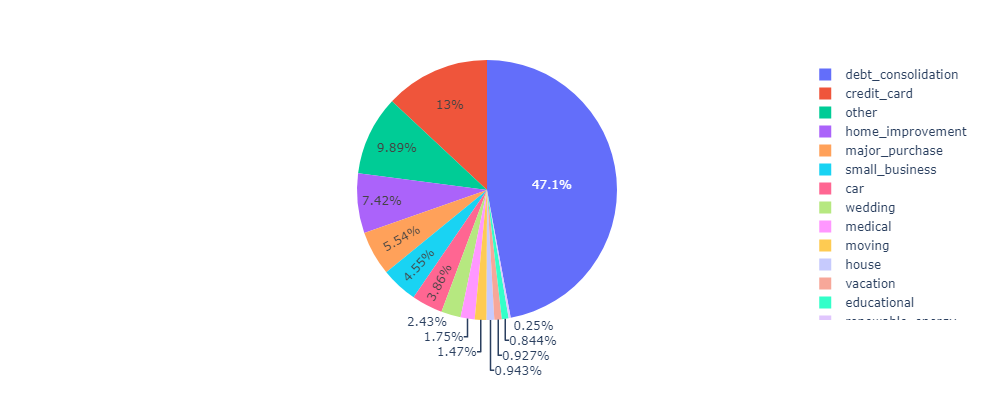 47.1%
13%
9.89%
7.42%
5.54%
4.55%
3.86%
2.43%
1.75%
1.47%
0.943%
0.927%
0.844%
0.25%
debt_consolidation
credit_card
other
home_improvement
major_purchase
small_business
car
wedding
medical
moving
house
vacation
educational
renewable_energy